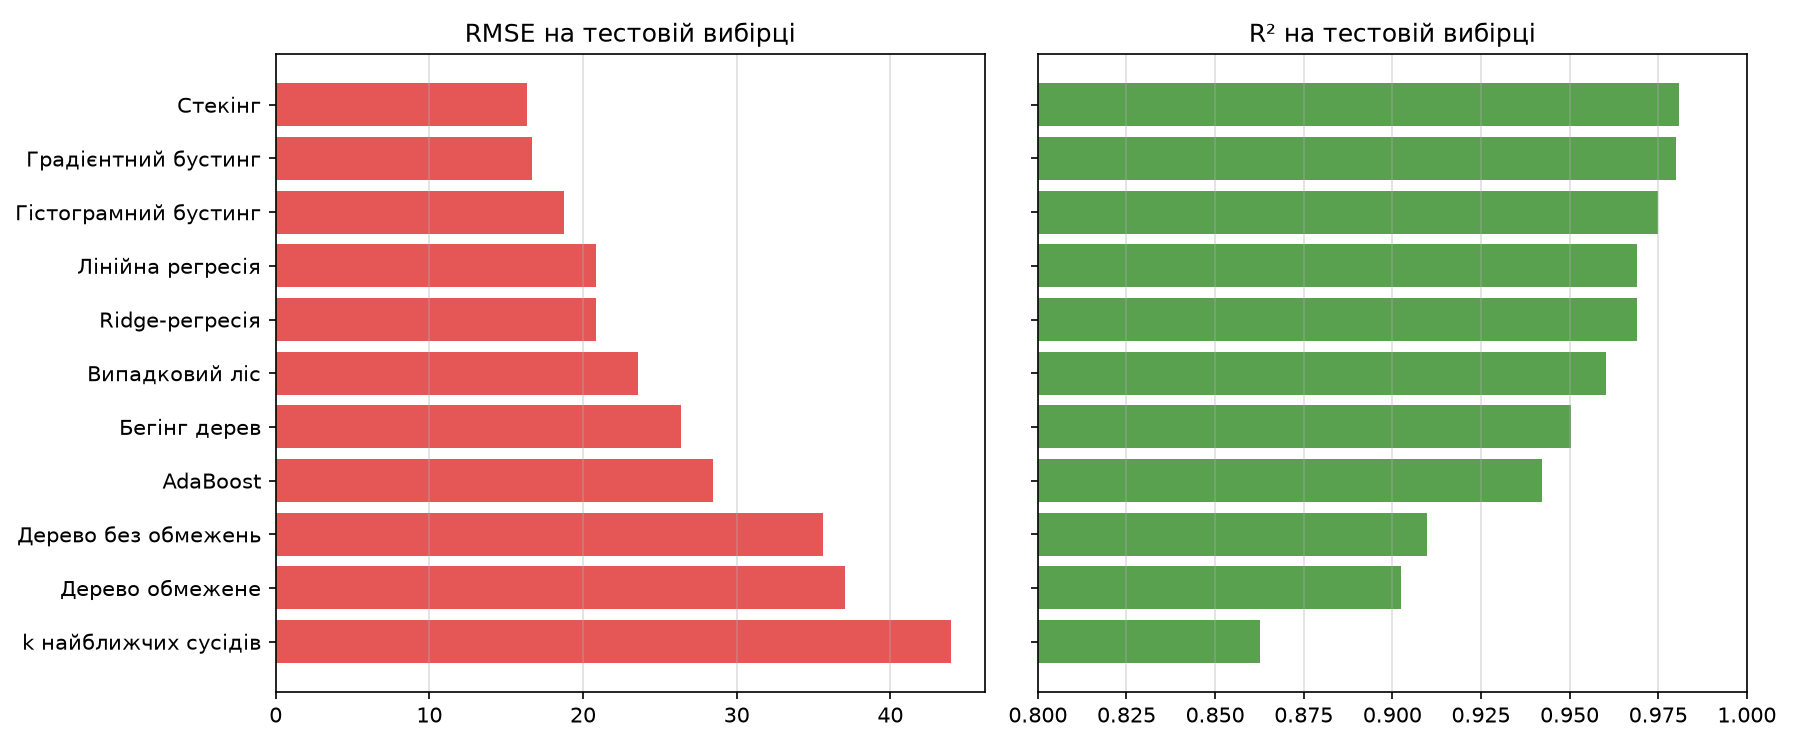 RMSE на тестовій вибірці
Стекінг
Градієнтний бустинг
Гістограмний бустинг
Лінійна регресія
Ridge-регресія
Випадковий ліс
Бегінг дерев
AdaBoost
Дерево без обмежень
Дерево обмежене
k найближчих сусідів
0 10 20 30 40
R² на тестовій вибірці
0.800 0.825 0.850 0.875 0.900 0.925 0.950 0.975 1.000